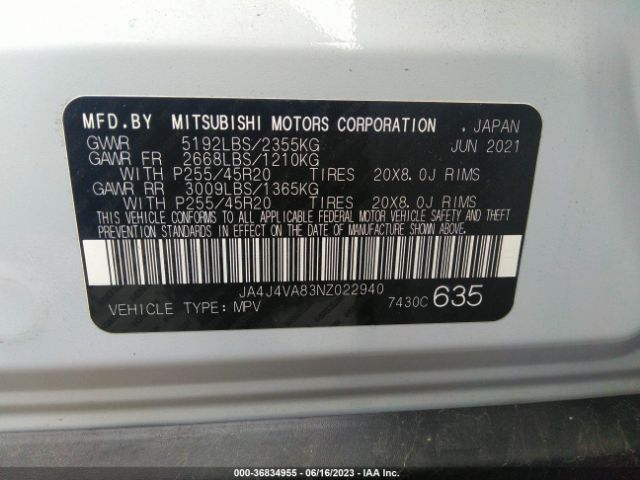 MFD.BY MITSUBISHI MOTORS CORPORATION . JAPAN
GVWR 5192LBS/2355KG JUN 2021
GAWR FR 2668LBS/1210KG
WITH P255/45R20 TIRES 20X8.0J RIMS
GAWR RR 3009LBS/1365KG
WITH P255/45R20 TIRES 20X8.0J RIMS
THIS VEHICLE CONFORMS TO ALL APPLICABLE FEDERAL MOTOR VEHICLE SAFETY AND THEFT
PREVENTION STANDARDS IN EFFECT ON THE DATE OF MANUFACTURE SHOWN ABOVE.
JA4J4VA83NZ022940
VEHICLE TYPE: MPV 7430C 635
000-36834955 - 06/16/2023 - IAAI.COM